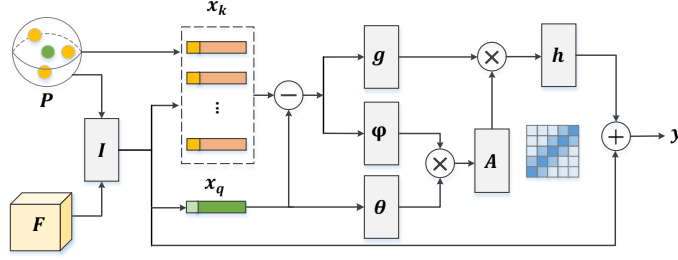 x_k
P
I
F
⋮
x_q
−
g
φ
θ
×
×
A
h
+
y